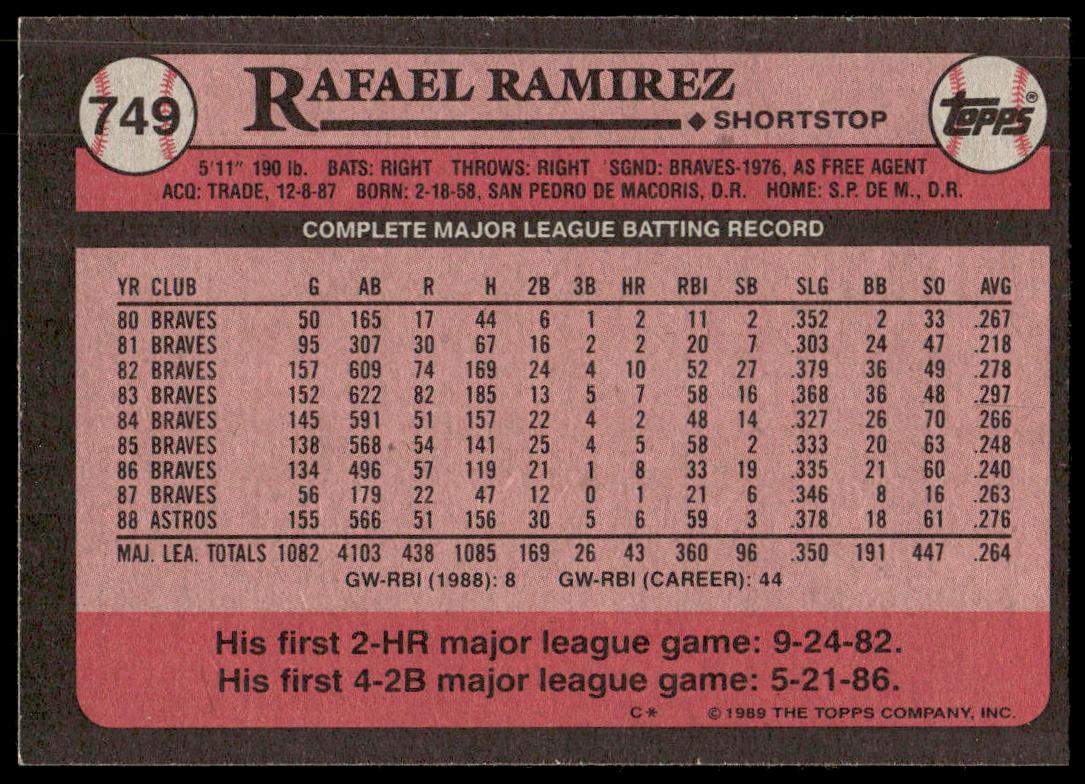 749
RAFAEL RAMIREZ
SHORTSTOP
TOPPS®
5'11" 190 lb. BATS: RIGHT THROWS: RIGHT SGND: BRAVES-1976, AS FREE AGENT
ACQ: TRADE, 12-8-87 BORN: 2-18-58, SAN PEDRO DE MACORIS, D.R. HOME: S.P. DE M., D.R.
COMPLETE MAJOR LEAGUE BATTING RECORD
YR CLUB G AB R H 2B 3B HR RBI SB SLG BB SO AVG
80 BRAVES 50 165 17 44 6 1 2 11 2 .352 2 33 .267
81 BRAVES 95 307 30 67 16 2 2 20 7 .303 24 47 .218
82 BRAVES 157 609 74 169 24 4 10 52 27 .379 36 49 .278
83 BRAVES 152 622 82 185 13 5 7 58 16 .368 36 48 .297
84 BRAVES 145 591 51 157 22 4 2 48 14 .327 26 70 .266
85 BRAVES 138 568 54 141 25 4 5 58 2 .333 20 63 .248
86 BRAVES 134 496 57 119 21 1 8 33 19 .335 21 60 .240
87 BRAVES 56 179 22 47 12 0 1 21 6 .346 8 16 .263
88 ASTROS 155 566 51 156 30 5 6 59 3 .378 18 61 .276
MAJ. LEA. TOTALS 1082 4103 438 1085 169 26 43 360 96 .350 191 447 .264
GW-RBI (1988): 8 GW-RBI (CAREER): 44
His first 2-HR major league game: 9-24-82.
His first 4-2B major league game: 5-21-86.
C* © 1989 THE TOPPS COMPANY, INC.